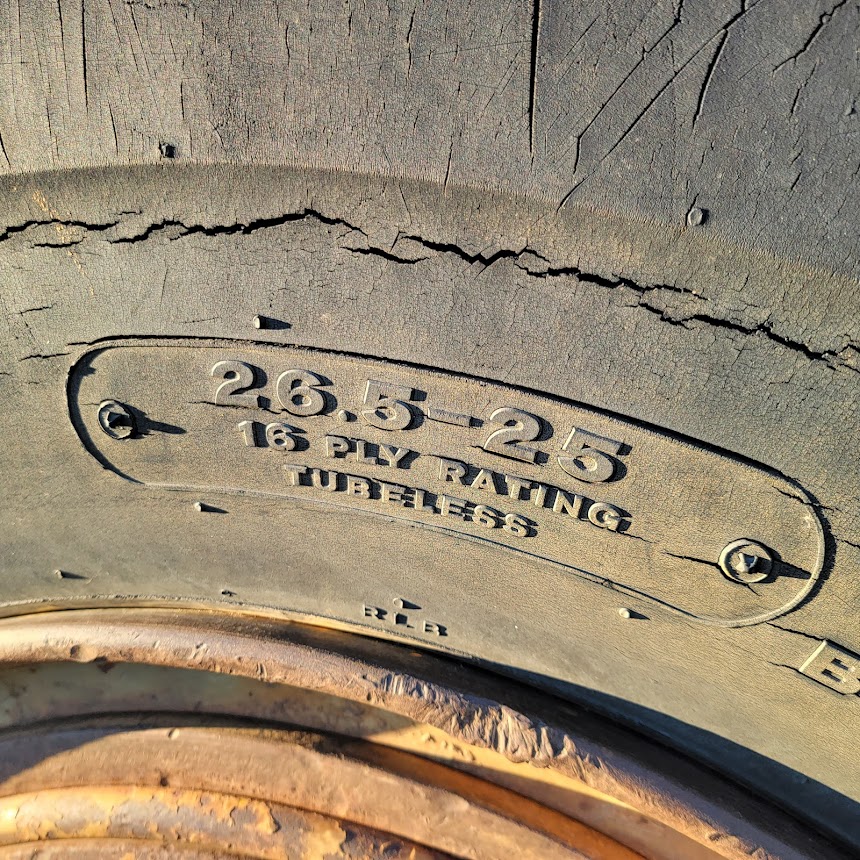 26.5-25
16 PLY RATING
TUBELESS
RLR